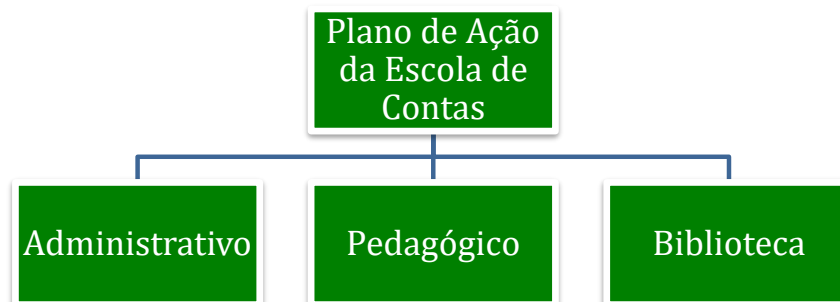 Plano de Ação
da Escola de
Contas
Administrativo
Pedagógico
Biblioteca